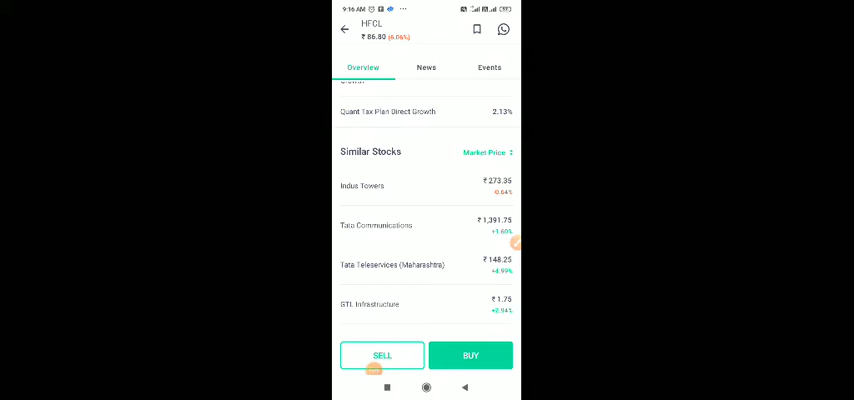 9:16 AM
HFCL
₹ 86.80 (6.06%)
Overview News Events
Growth
Quant Tax Plan Direct Growth 2.13%
Similar Stocks Market Price
Indus Towers ₹ 273.35
-0.64%
Tata Communications ₹ 1,391.75
+1.60%
Tata Teleservices (Maharashtra) ₹ 148.25
+4.99%
GTL Infrastructure ₹ 1.75
+2.94%
SELL BUY